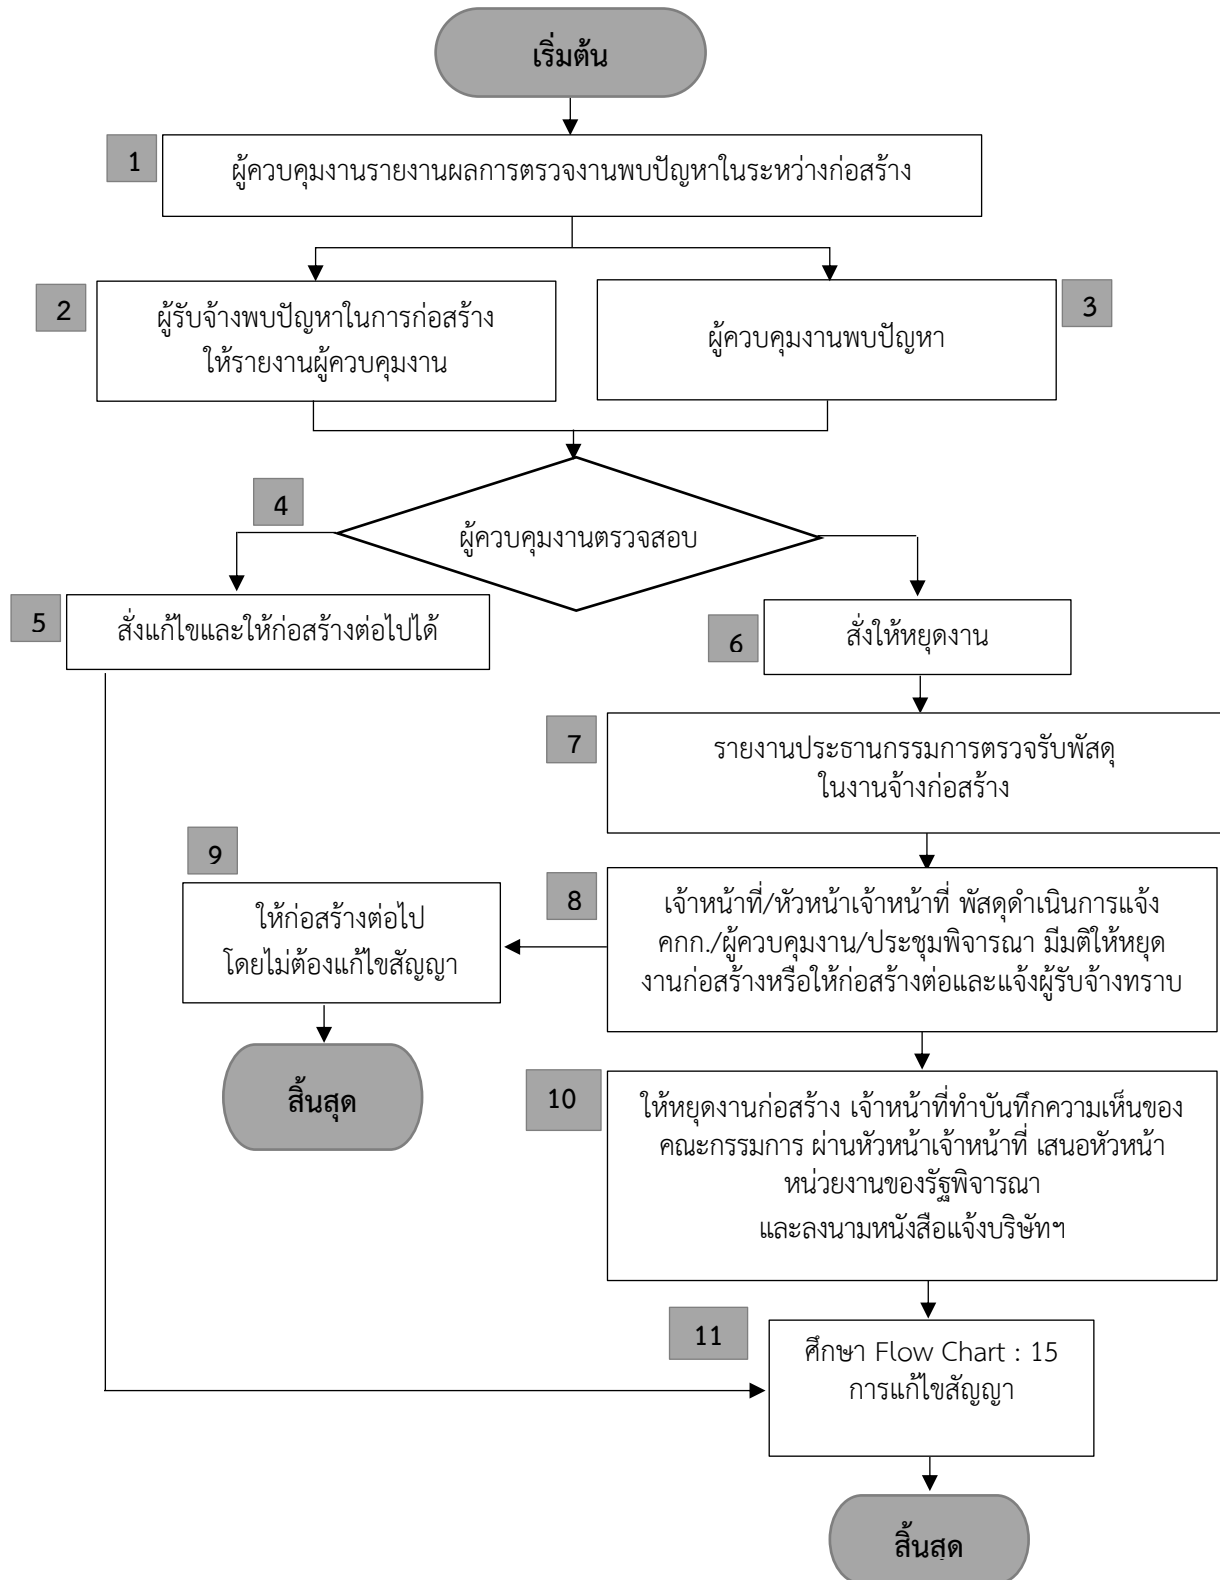 เริ่มต้น
1
ผู้ควบคุมงานรายงานผลการตรวจงานพบปัญหาในระหว่างก่อสร้าง
2
ผู้รับจ้างพบปัญหาในการก่อสร้าง
ให้รายงานผู้ควบคุมงาน
3
ผู้ควบคุมงานพบปัญหา
4
ผู้ควบคุมงานตรวจสอบ
5
สั่งแก้ไขและให้ก่อสร้างต่อไปได้
6
สั่งให้หยุดงาน
7
รายงานประธานกรรมการตรวจรับพัสดุ
ในงานจ้างก่อสร้าง
8
เจ้าหน้าที่/หัวหน้าเจ้าหน้าที่ พัสดุดำเนินการแจ้ง
คกก./ผู้ควบคุมงาน/ประชุมพิจารณา มีมติให้หยุด
งานก่อสร้างหรือให้ก่อสร้างต่อและแจ้งผู้รับจ้างทราบ
9
ให้ก่อสร้างต่อไป
โดยไม่ต้องแก้ไขสัญญา
สิ้นสุด
10
ให้หยุดงานก่อสร้าง เจ้าหน้าที่ทำบันทึกความเห็นของ
คณะกรรมการ ผ่านหัวหน้าเจ้าหน้าที่ เสนอหัวหน้า
หน่วยงานของรัฐพิจารณา
และลงนามหนังสือแจ้งบริษัทฯ
11
ศึกษา Flow Chart : 15
การแก้ไขสัญญา
สิ้นสุด